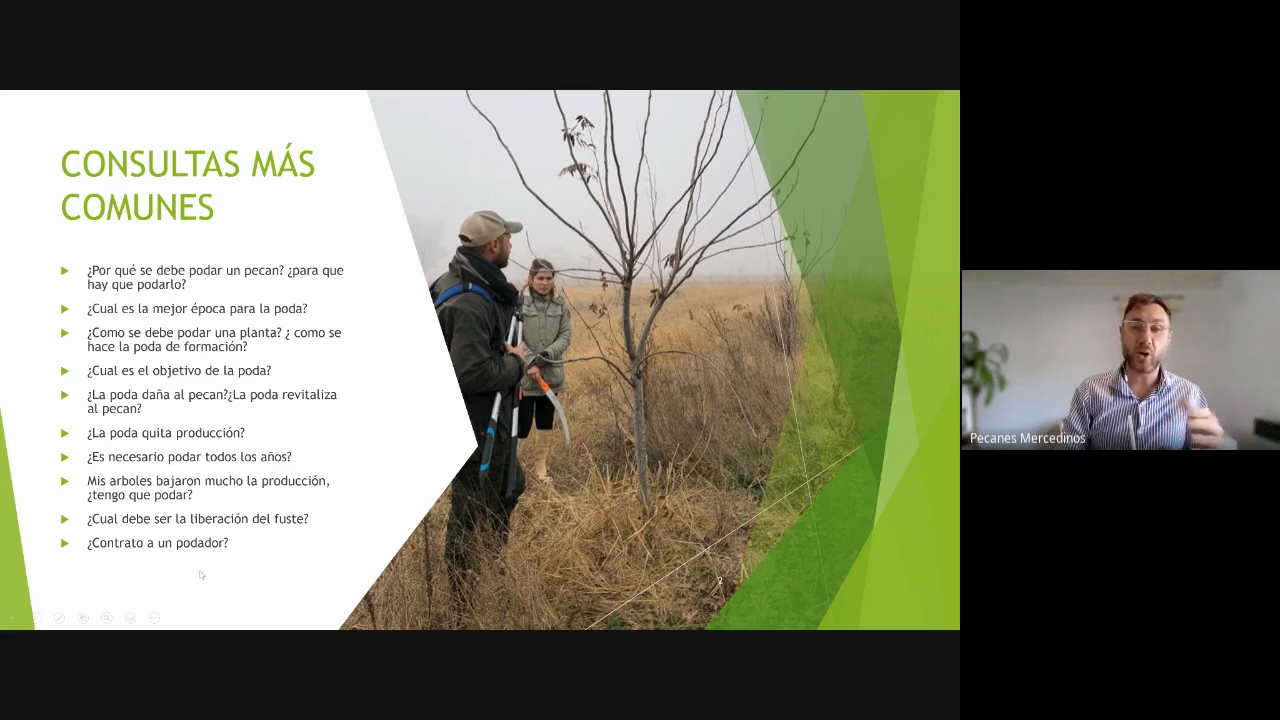 CONSULTAS MÁS
COMUNES
¿Por qué se debe podar un pecan? ¿para que
hay que podarlo?
¿Cual es la mejor época para la poda?
¿Como se debe podar una planta? ¿ como se
hace la poda de formación?
¿Cual es el objetivo de la poda?
¿La poda daña al pecan?¿La poda revitaliza
al pecan?
¿La poda quita producción?
¿Es necesario podar todos los años?
Mis arboles bajaron mucho la producción,
¿tengo que podar?
¿Cual debe ser la liberación del fuste?
¿Contrato a un podador?
2
Pecanes Mercedinos